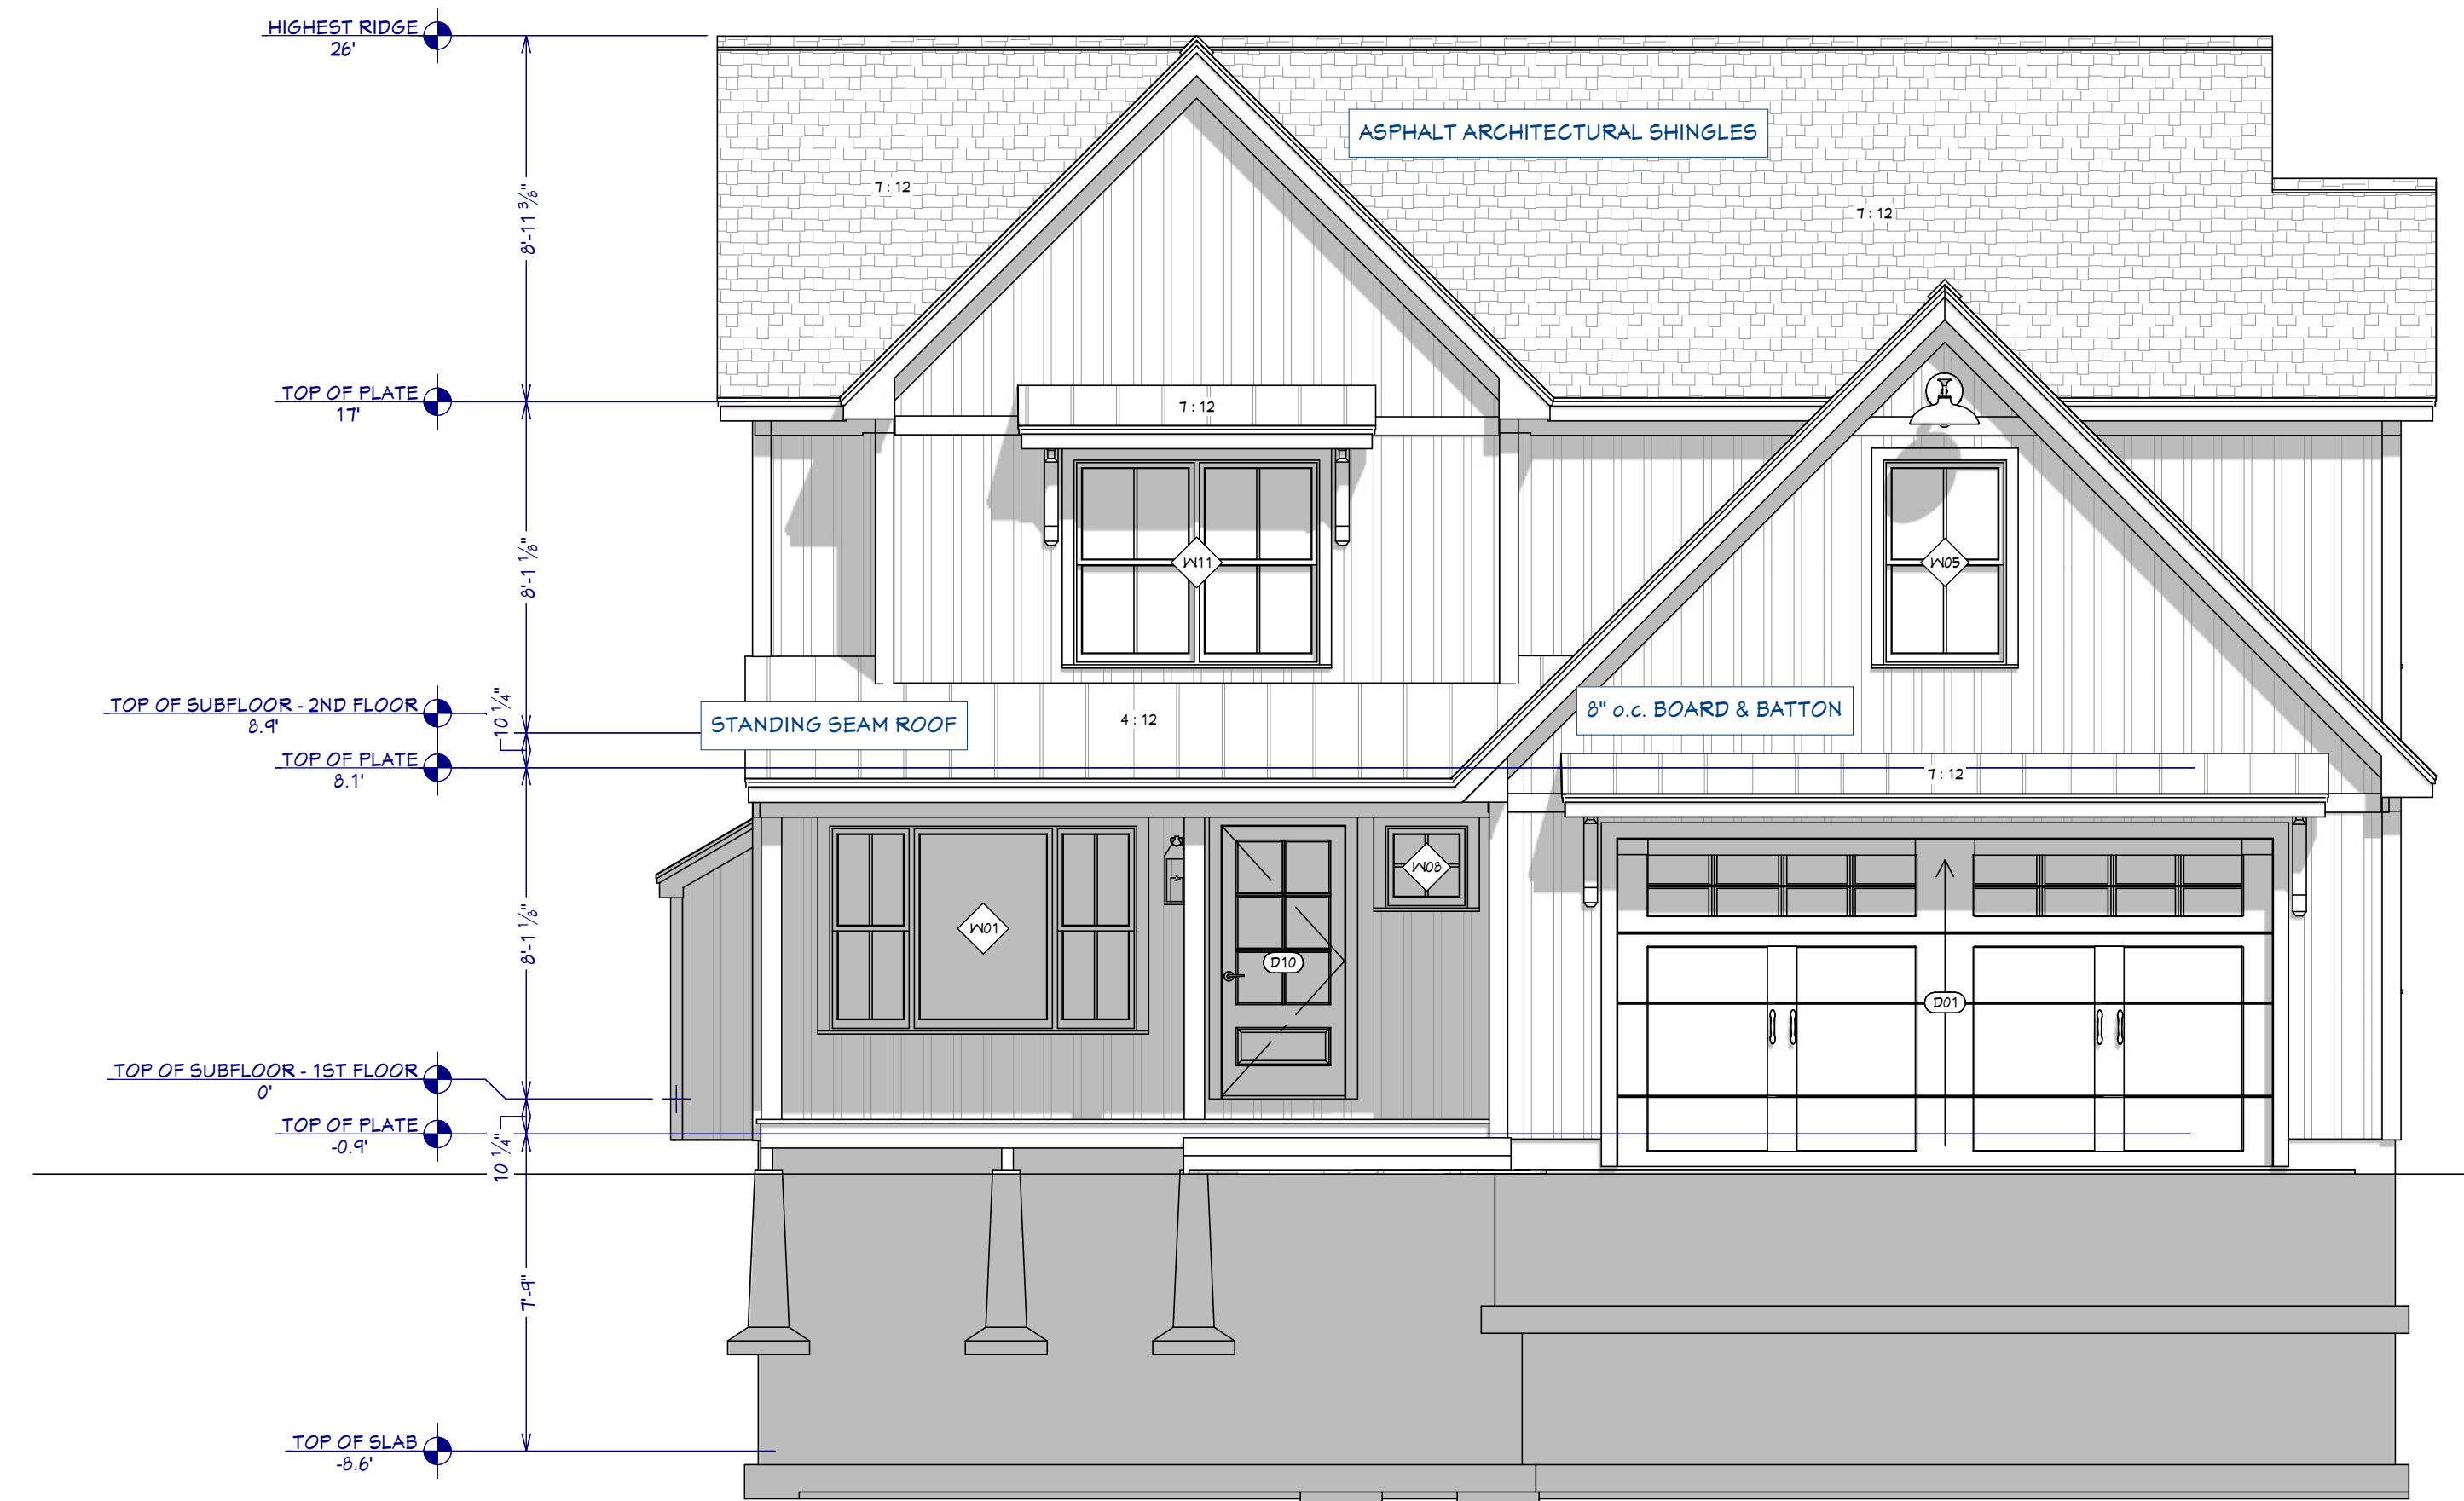 HIGHEST RIDGE
26'
ASPHALT ARCHITECTURAL SHINGLES
7 : 12
8'-11 3/8"
7 : 12
TOP OF PLATE
17'
7 : 12
8'-1 1/8"
W11
W05
TOP OF SUBFLOOR - 2ND FLOOR
8.9'
10 1/4"
STANDING SEAM ROOF
4 : 12
8" o.c. BOARD & BATTON
TOP OF PLATE
8.1'
7 : 12
W08
8'-1 1/8"
W01
D10
D01
TOP OF SUBFLOOR - 1ST FLOOR
0'
TOP OF PLATE
-0.9'
10 1/4"
7'-9"
TOP OF SLAB
-8.6'